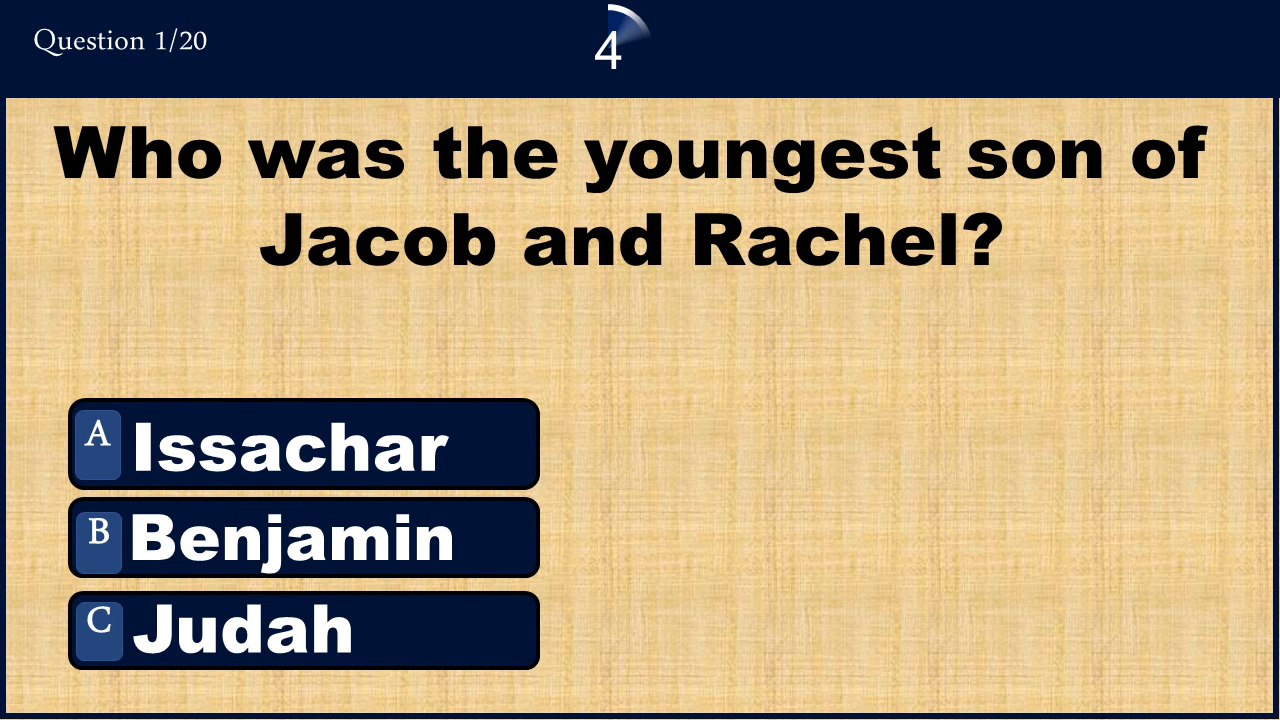 Question 1/20
4
Who was the youngest son of
Jacob and Rachel?
A Issachar
B Benjamin
C Judah